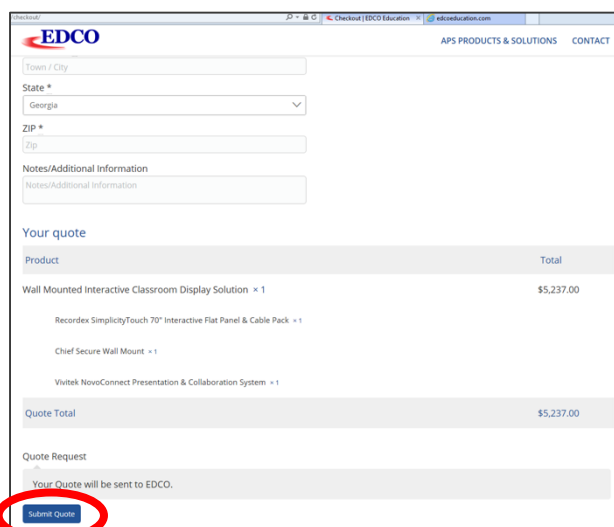 /checkout/
Checkout | EDCO Education
edcoeducation.com
EDCO
APS PRODUCTS & SOLUTIONS CONTACT
Town / City
State *
Georgia
ZIP *
Zip
Notes/Additional Information
Notes/Additional Information
Your quote
Product Total
Wall Mounted Interactive Classroom Display Solution × 1 $5,237.00
Recordex SimplicityTouch 70" Interactive Flat Panel & Cable Pack × 1
Chief Secure Wall Mount × 1
Vivitek NovoConnect Presentation & Collaboration System × 1
Quote Total $5,237.00
Quote Request
Your Quote will be sent to EDCO.
Submit Quote